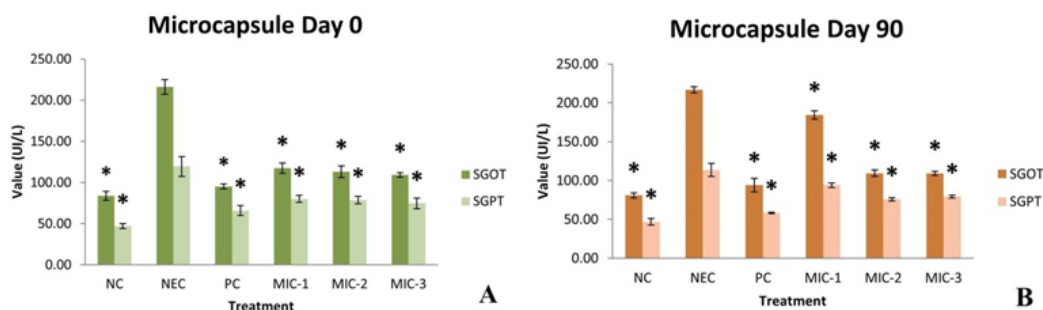 Microcapsule Day 0
250.00
200.00
150.00
100.00
50.00
0.00
Value (UI/L)
* * * * * * * * * *
NC NEC PC MIC-1 MIC-2 MIC-3
Treatment
SGOT
SGPT
A
Microcapsule Day 90
250.00
200.00
150.00
100.00
50.00
0.00
Value (UI/L)
* * * * * * * * * *
NC NEC PC MIC-1 MIC-2 MIC-3
Treatment
SGOT
SGPT
B